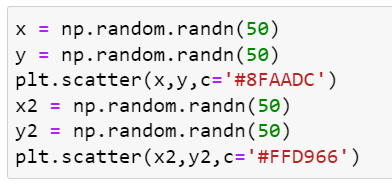 x = np.random.randn(50)
y = np.random.randn(50)
plt.scatter(x,y,c='#8FAADC')
x2 = np.random.randn(50)
y2 = np.random.randn(50)
plt.scatter(x2,y2,c='#FFD966')